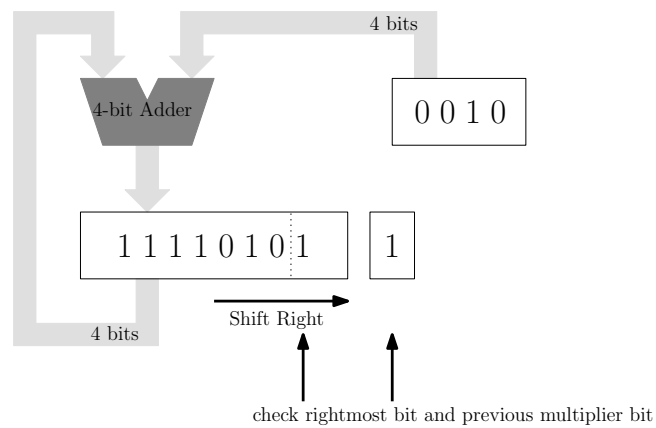 4 bits
4-bit Adder
0 0 1 0
1 1 1 1 0 1 0 1
1
Shift Right
4 bits
check rightmost bit and previous multiplier bit